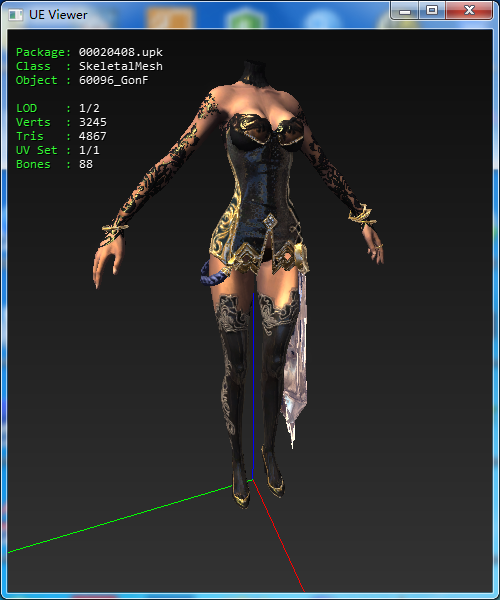 UE Viewer
Package: 00020408.upk
Class  : SkeletalMesh
Object : 60096_GonF
LOD    : 1/2
Verts  : 3245
Tris   : 4867
UV Set : 1/1
Bones  : 88